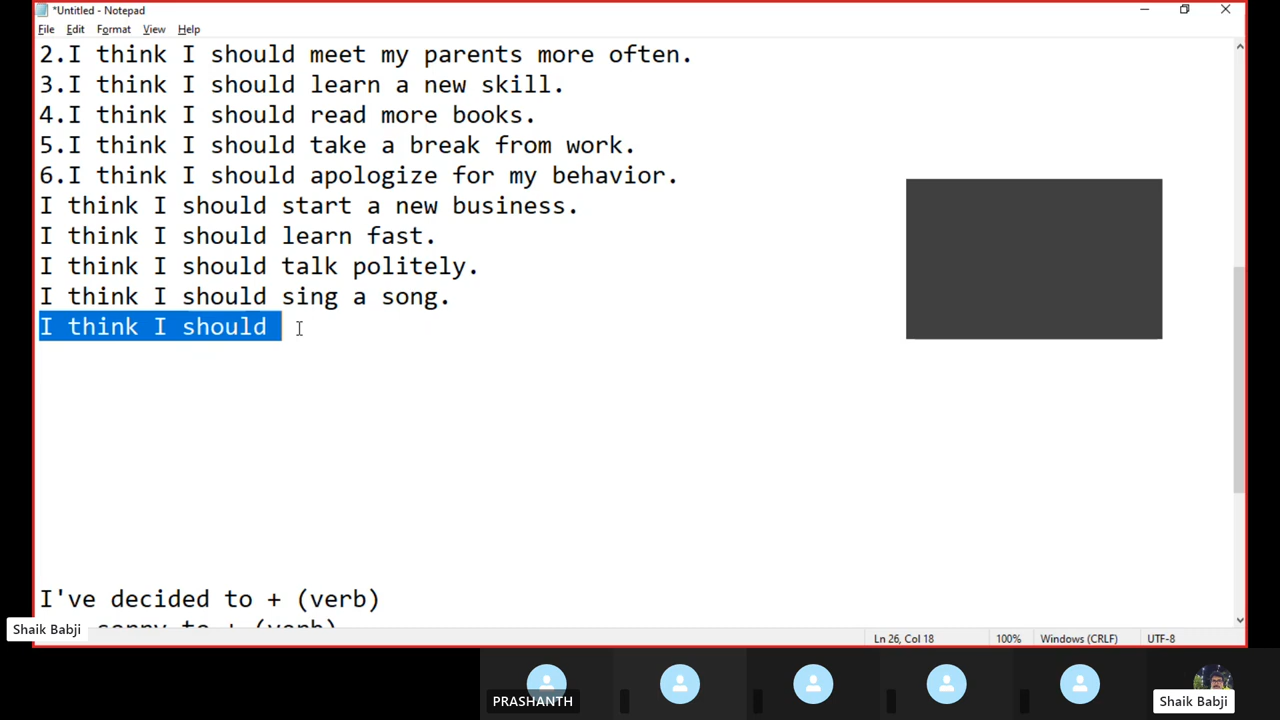 *Untitled - Notepad
File Edit Format View Help
2.I think I should meet my parents more often.
3.I think I should learn a new skill.
4.I think I should read more books.
5.I think I should take a break from work.
6.I think I should apologize for my behavior.
I think I should start a new business.
I think I should learn fast.
I think I should talk politely.
I think I should sing a song.
I think I should
I've decided to + (verb)
sorry to + (verb)
Shaik Babji
Ln 26, Col 18 100% Windows (CRLF) UTF-8
PRASHANTH
Shaik Babji